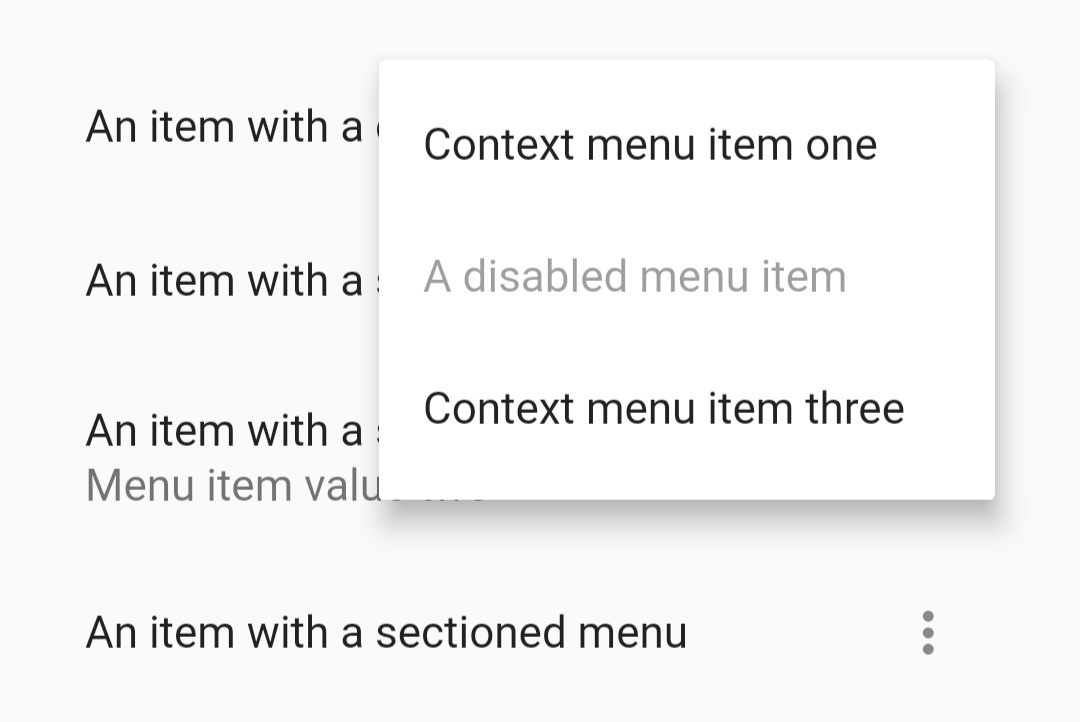 An item with a
An item with a
An item with a
Menu item
Context menu item one
A disabled menu item
Context menu item three
An item with a sectioned menu